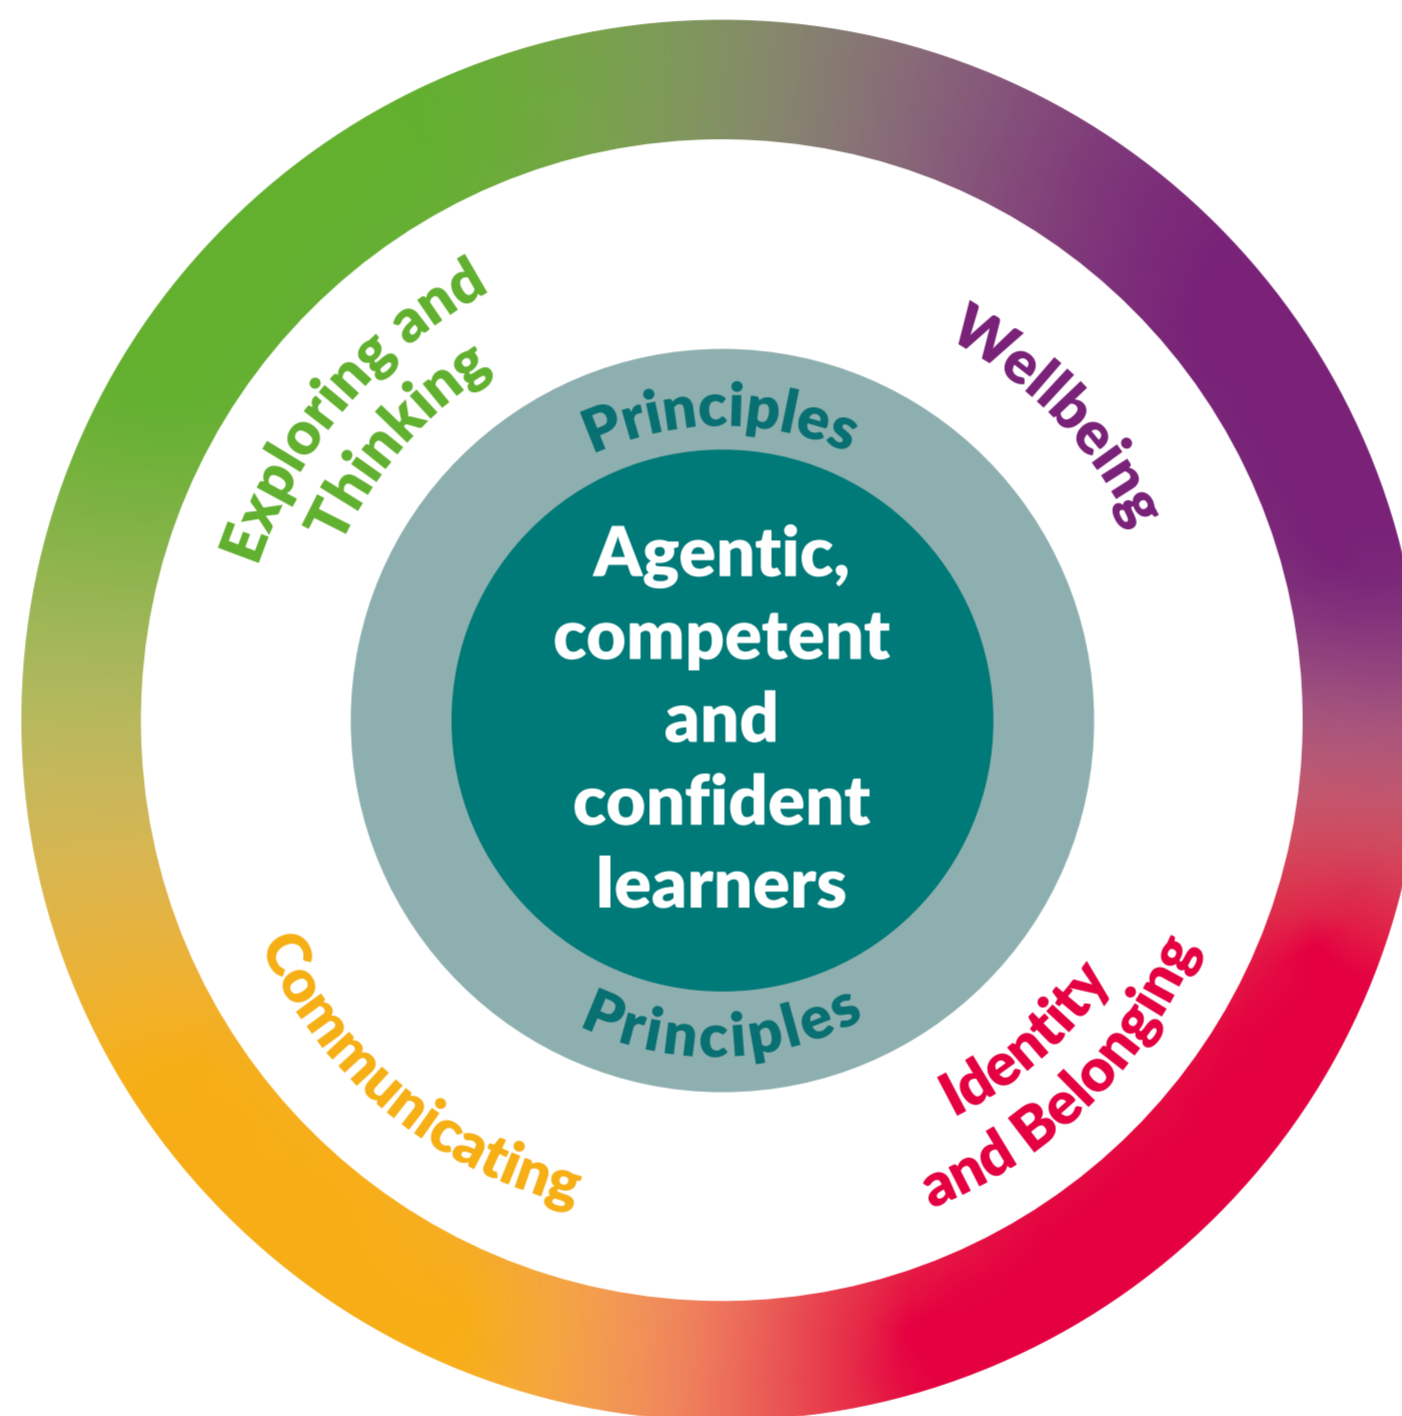 Exploring and
Thinking
Wellbeing
Principles
Agentic,
competent
and
confident
learners
Principles
Communicating
Identity
and Belonging